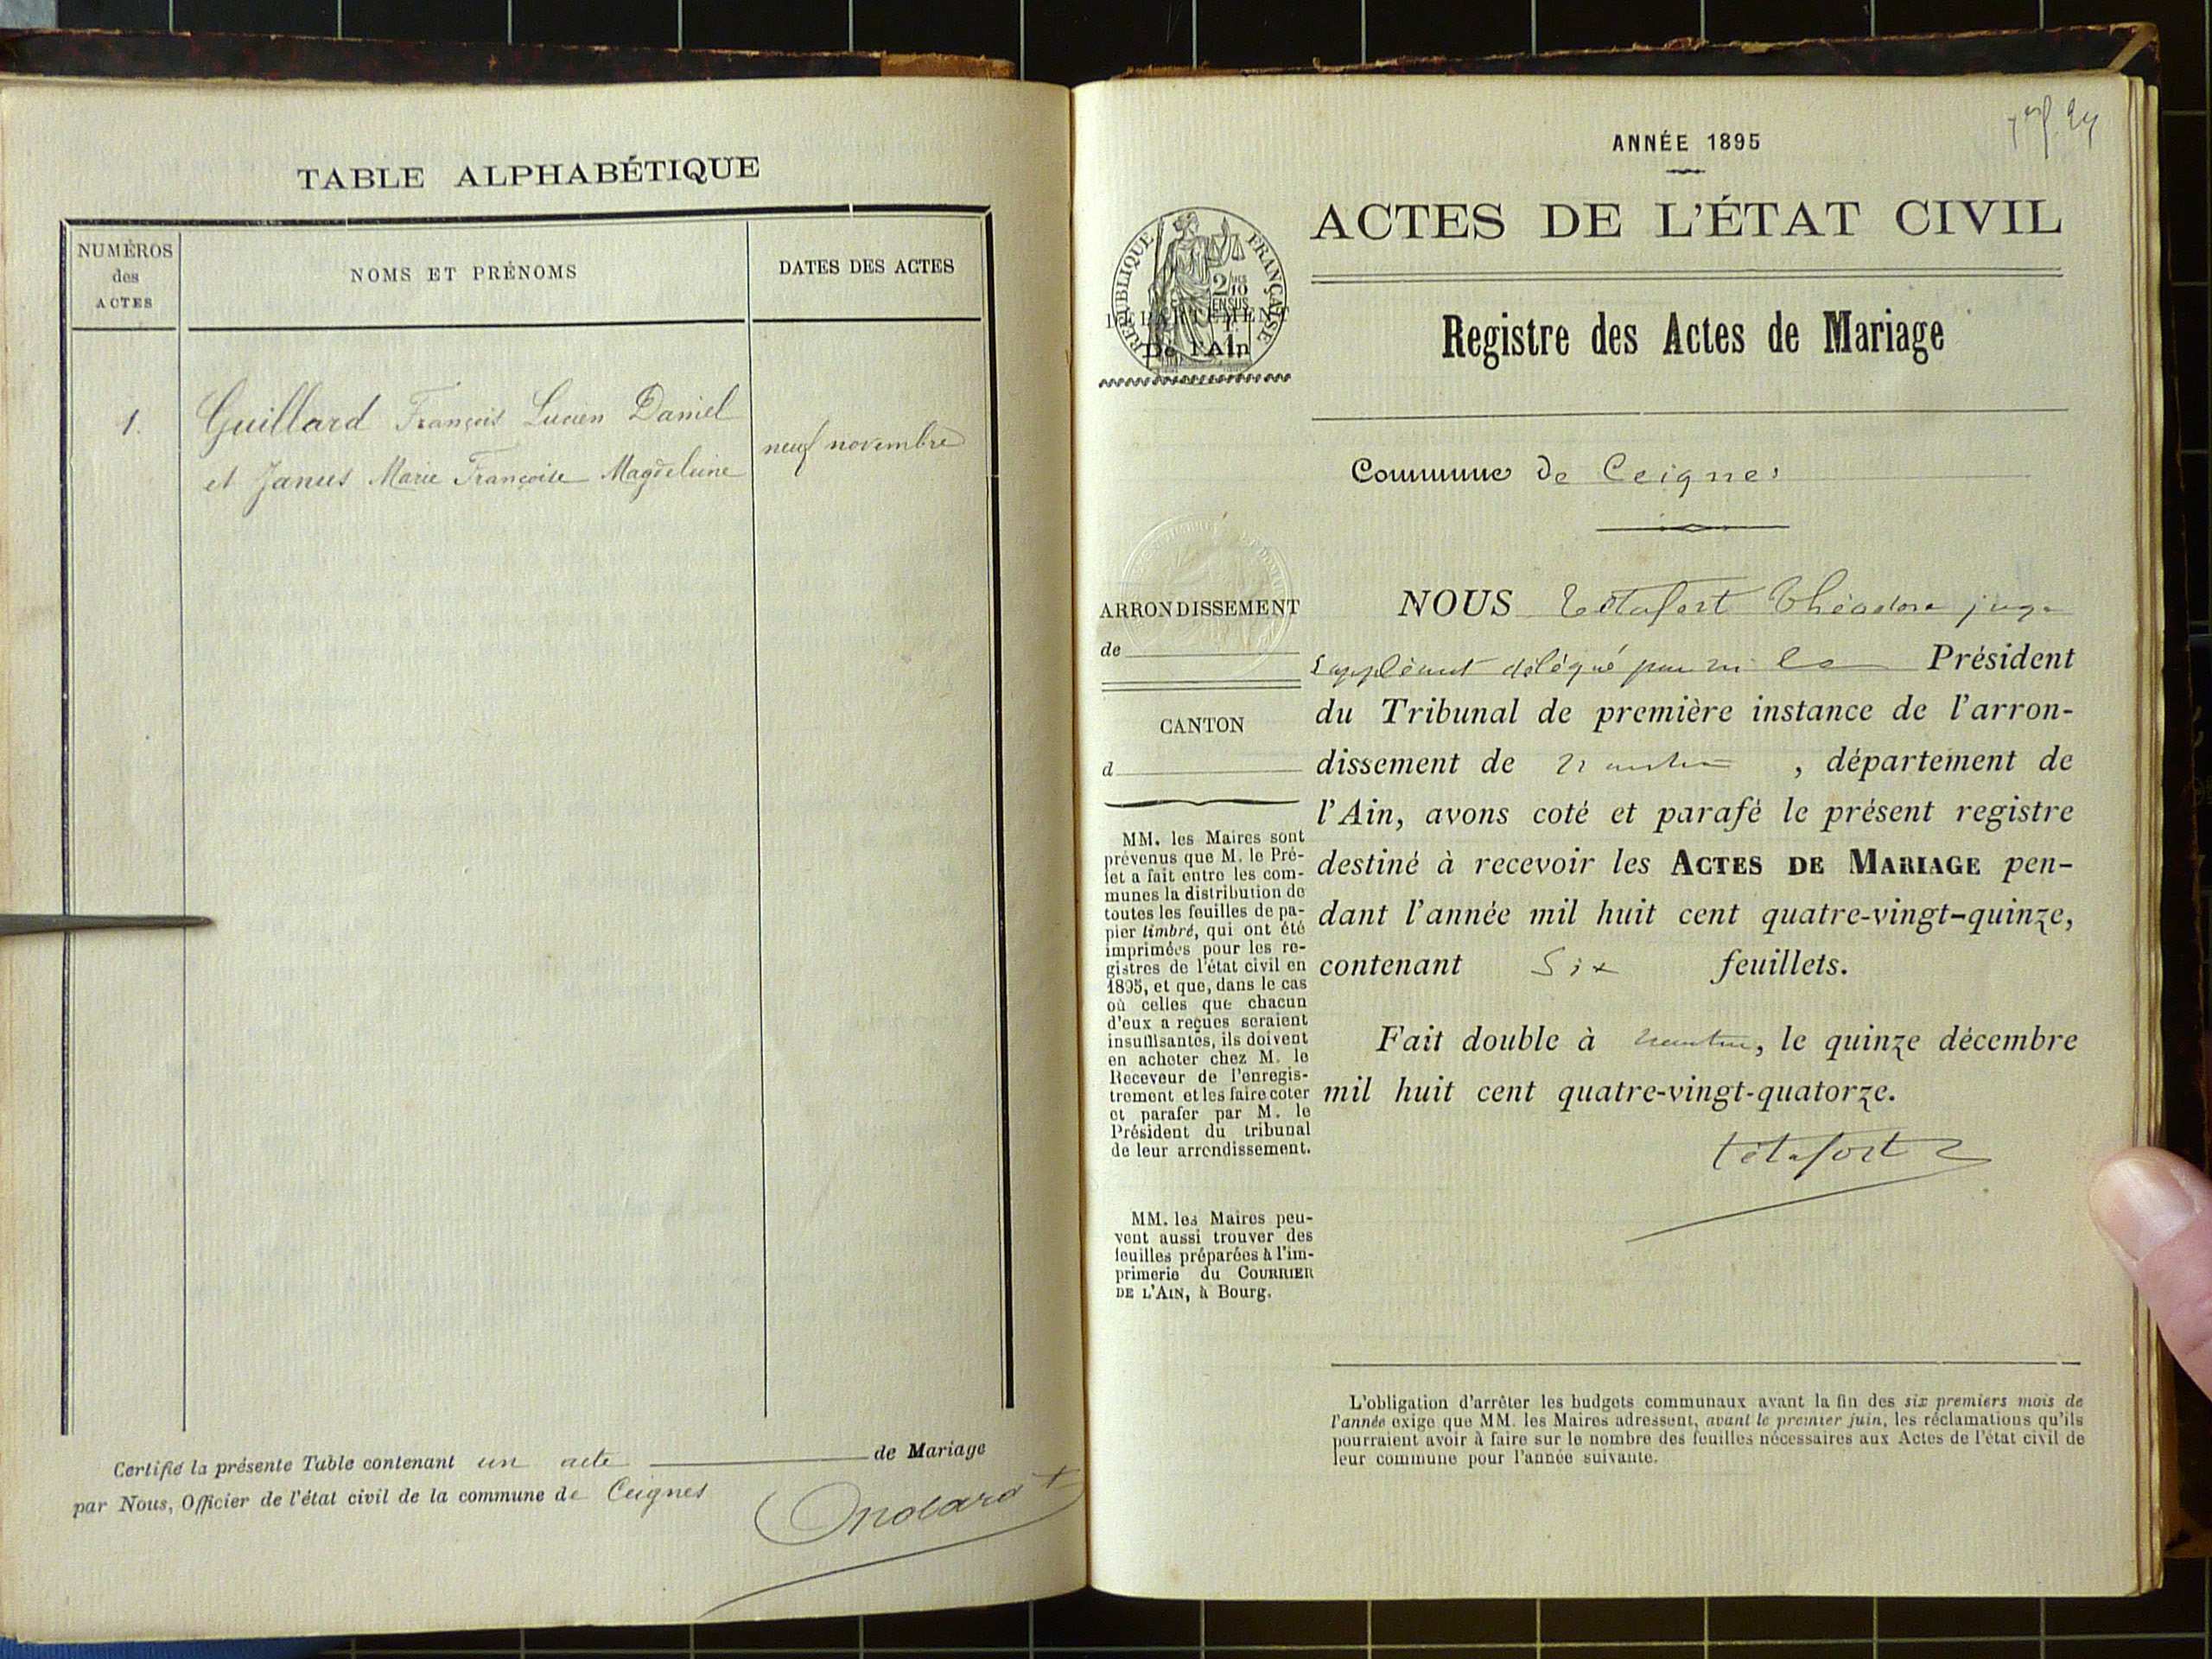 TABLE ALPHABÉTIQUE
NUMÉROS
des
ACTES
NOMS ET PRÉNOMS
DATES DES ACTES
1. Guillard François Lucien Daniel
et Janus Marie Françoise Magdeleine
neuf novembre
Certifié la présente Table contenant un acte de Mariage
par Nous, Officier de l'état civil de la commune de Ceignes
ANNÉE 1895
ACTES DE L'ÉTAT CIVIL
RÉPUBLIQUE FRANÇAISE
2/10 EN SUS
DÉPARTEMENT
De l'Ain
Registre des Actes de Mariage
Commune de Ceignes
ARRONDISSEMENT
de
CANTON
d
MM. les Maires sont
prévenus que M. le Pré-
fet a fait entre les com-
munes la distribution de
toutes les feuilles de pa-
pier timbré, qui ont été
imprimées pour les re-
gistres de l'état civil en
1895, et que, dans le cas
où celles que chacun
d'eux a reçues seraient
insuffisantes, ils doivent
en acheter chez M. le
Receveur de l'enregis-
trement et les faire coter
et parafer par M. le
Président du tribunal
de leur arrondissement.
MM. les Maires peu-
vent aussi trouver des
feuilles préparées à l'im-
primerie du COURRIER
DE L'AIN, à Bourg.
NOUS Tétafort Théodore juge
suppléant délégué par m le Président
du Tribunal de première instance de l'arron-
dissement de Nantua, département de
l'Ain, avons coté et parafé le présent registre
destiné à recevoir les ACTES DE MARIAGE pen-
dant l'année mil huit cent quatre-vingt-quinze,
contenant Six feuillets.
Fait double à Nantua, le quinze décembre
mil huit cent quatre-vingt-quatorze.
Tétafort
L'obligation d'arrêter les budgets communaux avant la fin des six premiers mois de
l'année exige que MM. les Maires adressent, avant le premier juin, les réclamations qu'ils
pourraient avoir à faire sur le nombre des feuilles nécessaires aux Actes de l'état civil de
leur commune pour l'année suivante.